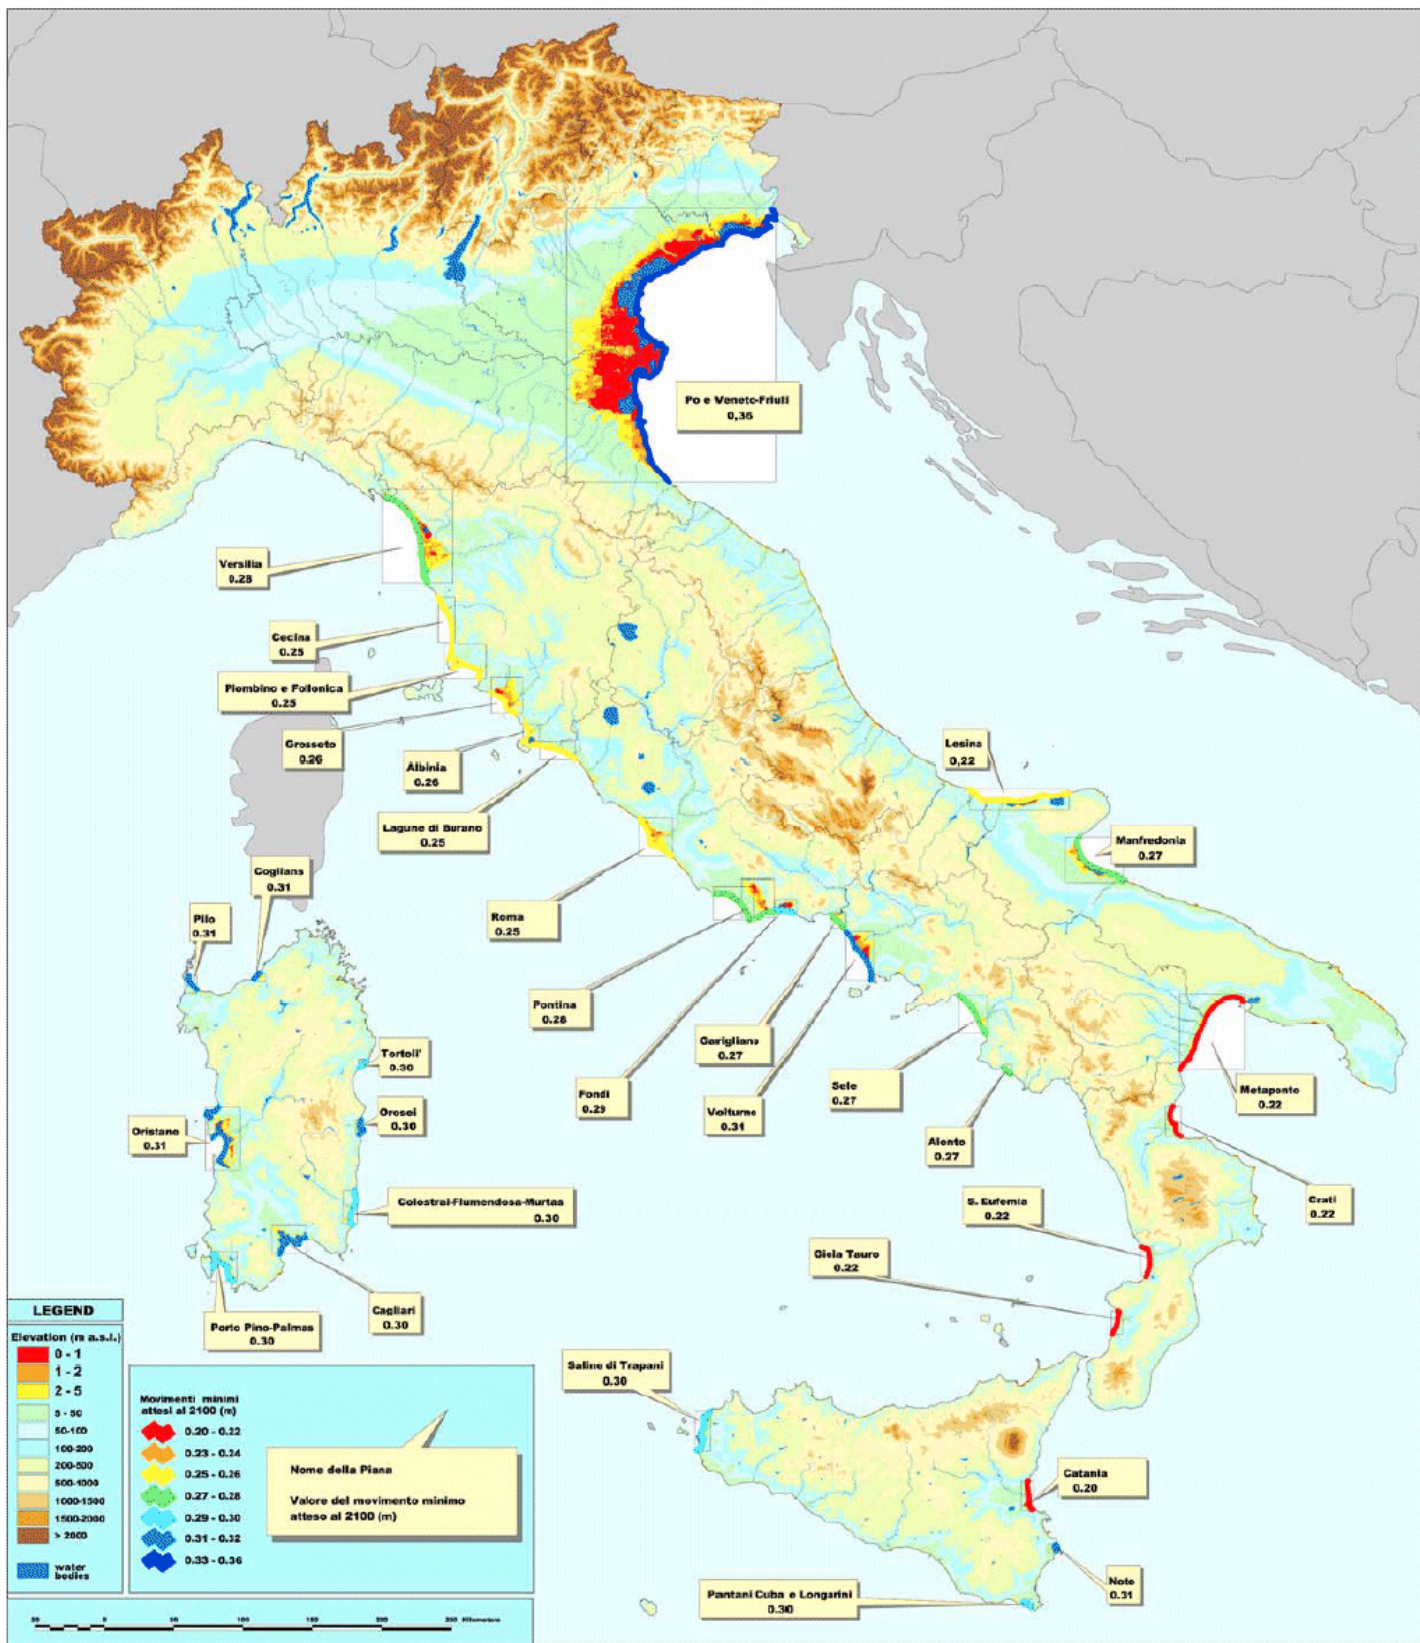 Po e Veneto-Friuli
0,36
Versilia
0.28
Cecina
0.25
Piombino e Follonica
0.25
Grosseto
0.26
Albinia
0.26
Lagune di Burano
0.25
Lesina
0,22
Manfredonia
0.27
Coglians
0.31
Pilo
0.31
Roma
0.25
Pontina
0.28
Garigliano
0.27
Fondi
0.29
Volturno
0.31
Sele
0.27
Metaponto
0.22
Tortoli'
0.30
Orosei
0.30
Oristano
0.31
Alento
0.27
Colostrai-Flumendosa-Murtas
0.30
S. Eufemia
0.22
Crati
0.22
Gioia Tauro
0.22
Cagliari
0.30
Porto Pino-Palmas
0.30
Saline di Trapani
0.30
Catania
0.20
Noto
0.31
Pantani Cuba e Longarini
0.30
LEGEND
Elevation (m a.s.l.)
0 - 1
1 - 2
2 - 5
5 - 50
50-100
100-200
200-500
500-1000
1000-1500
1500-2000
> 2000
water
bodies
Movimenti minimi
attesi al 2100 (m)
0.20 - 0.22
0.23 - 0.24
0.25 - 0.26
0.27 - 0.28
0.29 - 0.30
0.31 - 0.32
0.33 - 0.36
Nome della Piana
Valore del movimento minimo
atteso al 2100 (m)
50 0 50 100 150 200 250 Kilometers